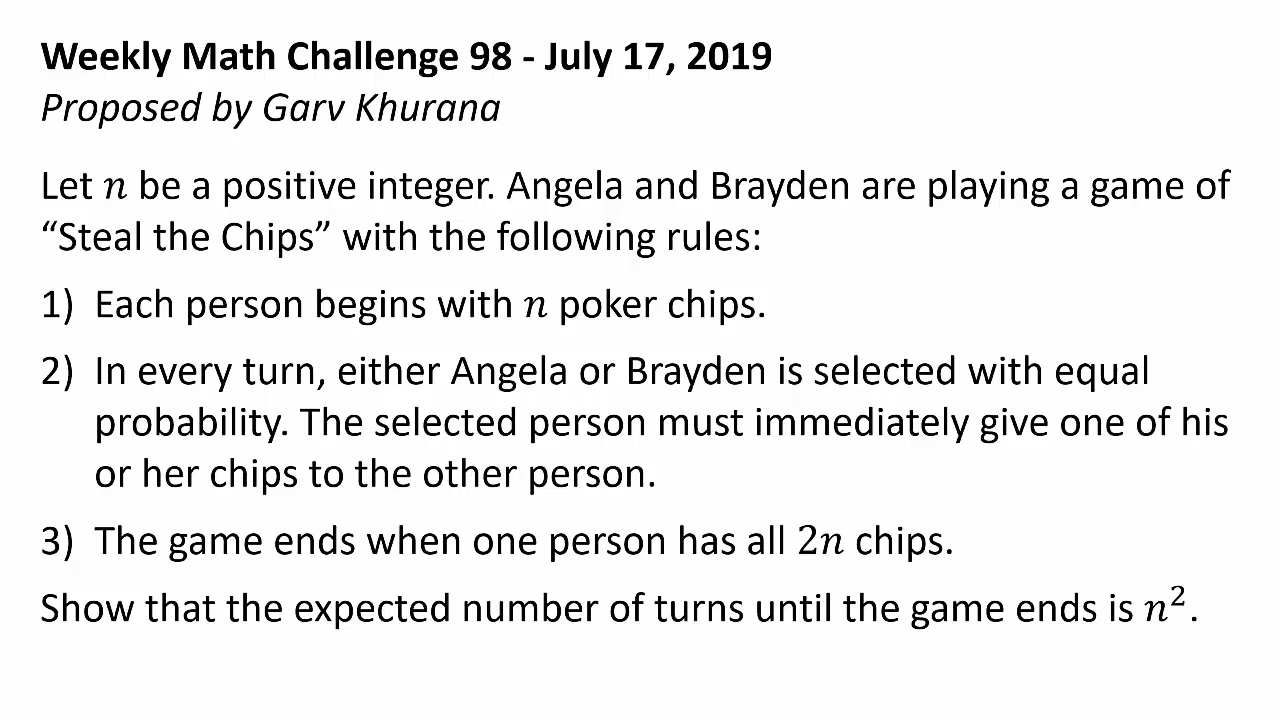 Weekly Math Challenge 98 - July 17, 2019
Proposed by Garv Khurana
Let n be a positive integer. Angela and Brayden are playing a game of
“Steal the Chips” with the following rules:
1) Each person begins with n poker chips.
2) In every turn, either Angela or Brayden is selected with equal
probability. The selected person must immediately give one of his
or her chips to the other person.
3) The game ends when one person has all 2n chips.
Show that the expected number of turns until the game ends is n².